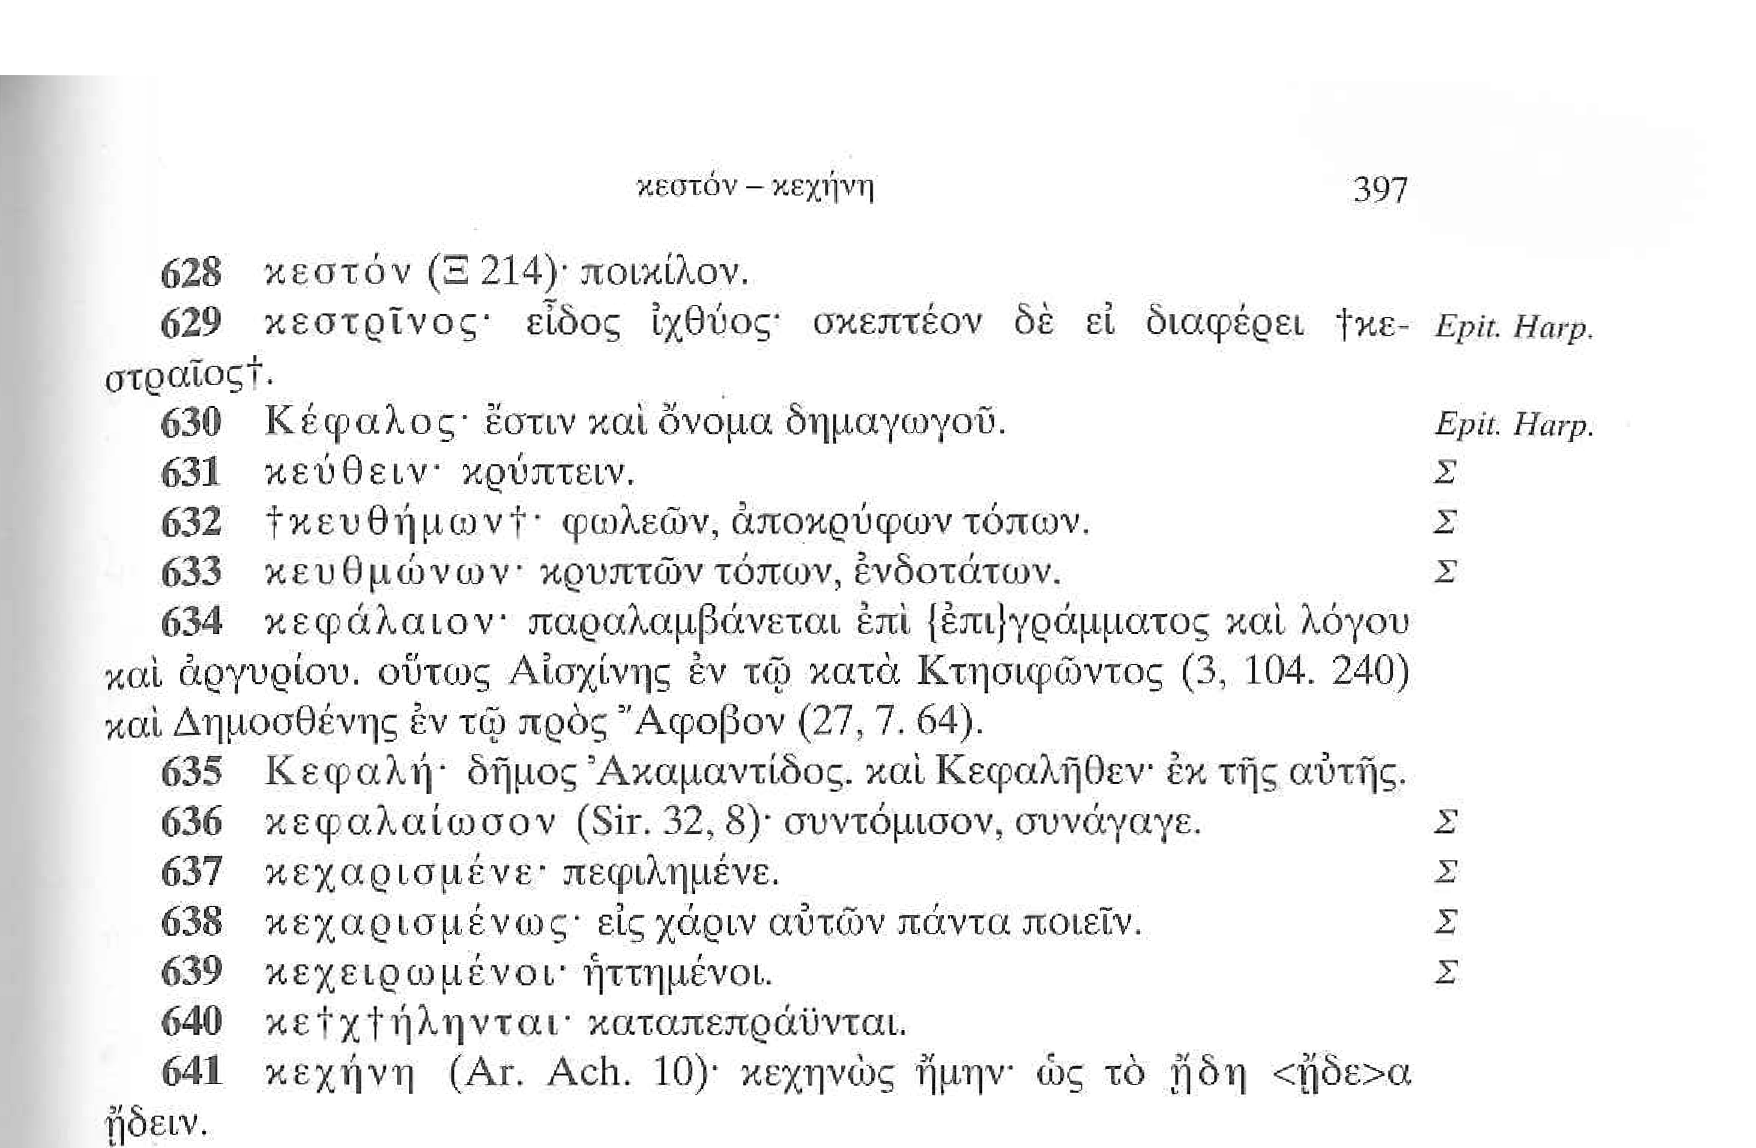 κεστόν – κεχήνη 397
628 κεστόν (Ξ 214)· ποικίλον.
629 κεστρῖνος· εἶδος ἰχθύος· σκεπτέον δὲ εἰ διαφέρει †κε- Epit. Harp.
στραῖος†.
630 Κέφαλος· ἔστιν καὶ ὄνομα δημαγωγοῦ. Epit. Harp.
631 κεύθειν· κρύπτειν. Σ
632 †κευθήμων†· φωλεῶν, ἀποκρύφων τόπων. Σ
633 κευθμώνων· κρυπτῶν τόπων, ἐνδοτάτων. Σ
634 κεφάλαιον· παραλαμβάνεται ἐπὶ {ἐπι}γράμματος καὶ λόγου
καὶ ἀργυρίου. οὕτως Αἰσχίνης ἐν τῷ κατὰ Κτησιφῶντος (3, 104. 240)
καὶ Δημοσθένης ἐν τῷ πρὸς Ἄφοβον (27, 7. 64).
635 Κεφαλή· δῆμος Ἀκαμαντίδος. καὶ Κεφαλῆθεν· ἐκ τῆς αὐτῆς.
636 κεφαλαίωσον (Sir. 32, 8)· συντόμισον, συνάγαγε. Σ
637 κεχαρισμένε· πεφιλημένε. Σ
638 κεχαρισμένως· εἰς χάριν αὐτῶν πάντα ποιεῖν. Σ
639 κεχειρωμένοι· ἡττημένοι. Σ
640 κε†χ†ήληνται· καταπεπράϋνται.
641 κεχήνη (Ar. Ach. 10)· κεχηνὼς ἤμην· ὡς τὸ ᾔδη <ᾔδε>α
ᾔδειν.